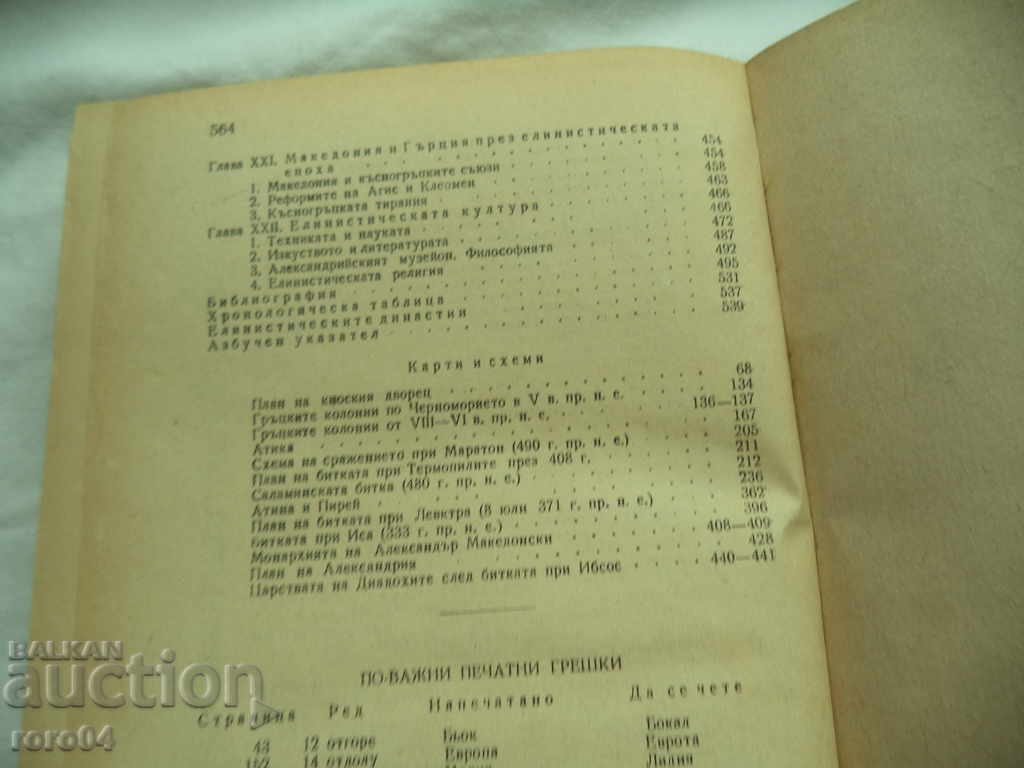 564
Глава XXI. Македония и Гърция през елинистическата
епоха . . . . . . . . . . . . 454
1. Македония и късногръцките съюзи . . . . . . 454
2. Реформите на Агис и Клеомен . . . . . . 458
3. Късногръцката тирания . . . . . . 463
Глава XXII. Елинистическата култура . . . . . . 466
1. Техниката и науката . . . . . . 466
2. Изкуството и литературата . . . . . . 472
3. Александрийският музейон. Философията . . . . . . 487
4. Елинистическата религия . . . . . . 492
Библиография . . . . . . 495
Хронологическа таблица . . . . . . 531
Елинистическите династии . . . . . . 537
Азбучен указател . . . . . . 539
Карти и схеми
План на кноския дворец . . . . . . 68
Гръцките колонии по Черноморието в V в. пр. н. е. . . . 134
Гръцките колонии от VIII—VI в. пр. н. е. . . . 136—137
Атика . . . . . . 167
Схема на сражението при Маратон (490 г. пр. н. е.) . . . 205
План на битката при Термопилите през 408 г. . . . 211
Саламинската битка (480 г. пр. н. е.) . . . 212
Атина и Пирей . . . . . . 236
План на битката при Левктра (8 юли 371 г. пр. н. е.) . . . 362
Битката при Иса (333 г. пр. н. е.) . . . 396
Монархията на Александър Македонски . . . 408—409
План на Александрия . . . . . . 428
Царствата на Диадохите след битката при Ибсос . . . 440—441
ПО-ВАЖНИ ПЕЧАТНИ ГРЕШКИ
Страница Ред Напечатано Да се чете
43 12 отгоре Бьок Бокал
152 14 отдолу Европа Еврота
Лидия
BALKAN
auction
roro04